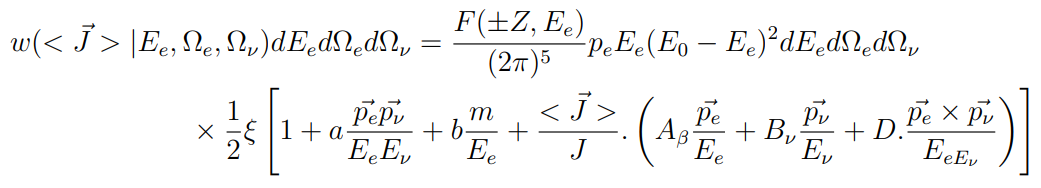 $w(<\vec{J}>|E_e,\Omega_e,\Omega_\nu)dE_e d\Omega_e d\Omega_\nu = \frac{F(\pm Z, E_e)}{(2\pi)^5} p_e E_e (E_0 - E_e)^2 dE_e d\Omega_e d\Omega_\nu$
$\times \frac{1}{2}\xi \left[ 1 + a\frac{\vec{p_e}\vec{p_\nu}}{E_e E_\nu} + b\frac{m}{E_e} + \frac{<\vec{J}>}{J}.\left( A_\beta \frac{\vec{p_e}}{E_e} + B_\nu \frac{\vec{p_\nu}}{E_\nu} + D.\frac{\vec{p_e} \times \vec{p_\nu}}{E_{eE_\nu}} \right) \right]$